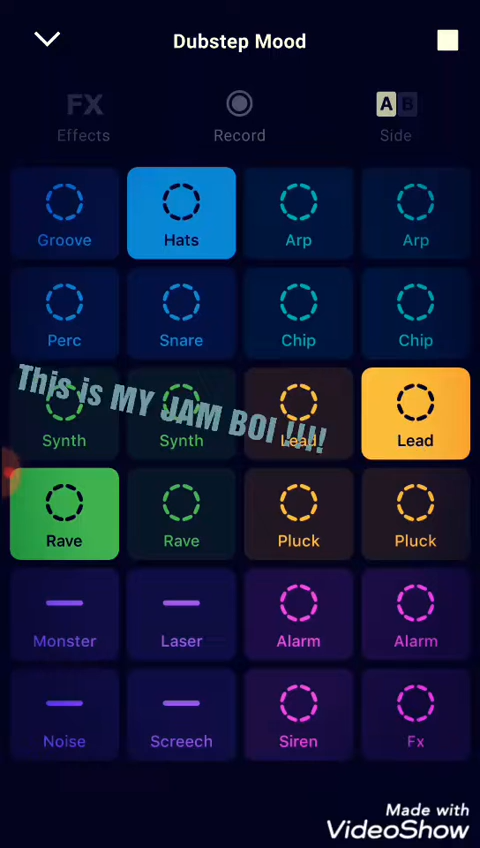 Dubstep Mood
FX
A B
Effects
Record
Side
Groove
Hats
Arp
Arp
Perc
Snare
Chip
Chip
This is MY JAM BOI !!!!
Synth
Synth
Lead
Lead
Rave
Rave
Pluck
Pluck
Monster
Laser
Alarm
Alarm
Noise
Screech
Siren
Fx
Made with
VideoShow